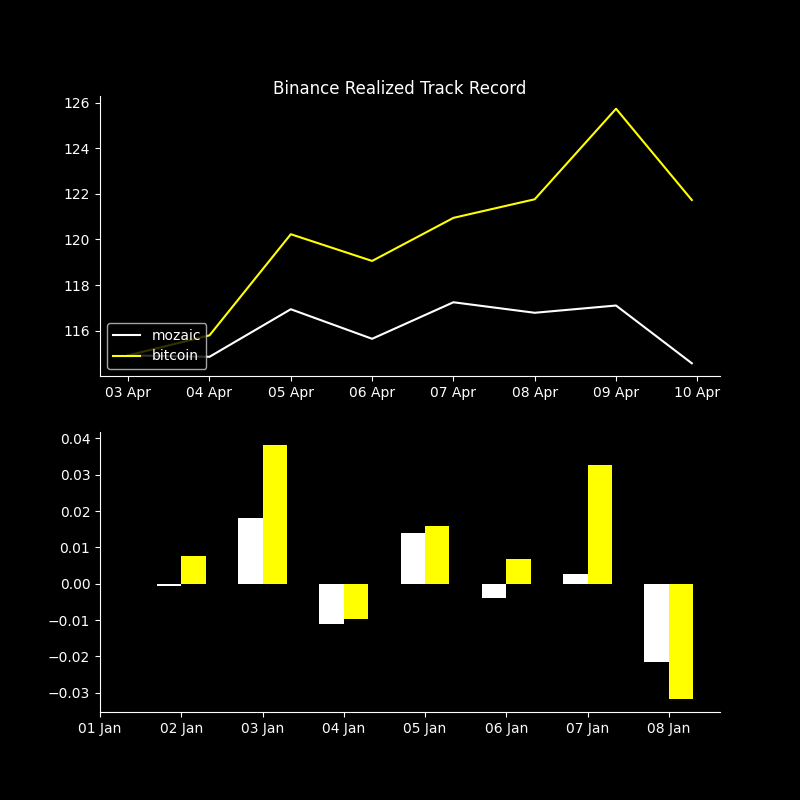 Binance Realized Track Record
126
124
122
120
118
116
mozaic
bitcoin
03 Apr 04 Apr 05 Apr 06 Apr 07 Apr 08 Apr 09 Apr 10 Apr
0.04
0.03
0.02
0.01
0.00
−0.01
−0.02
−0.03
01 Jan 02 Jan 03 Jan 04 Jan 05 Jan 06 Jan 07 Jan 08 Jan